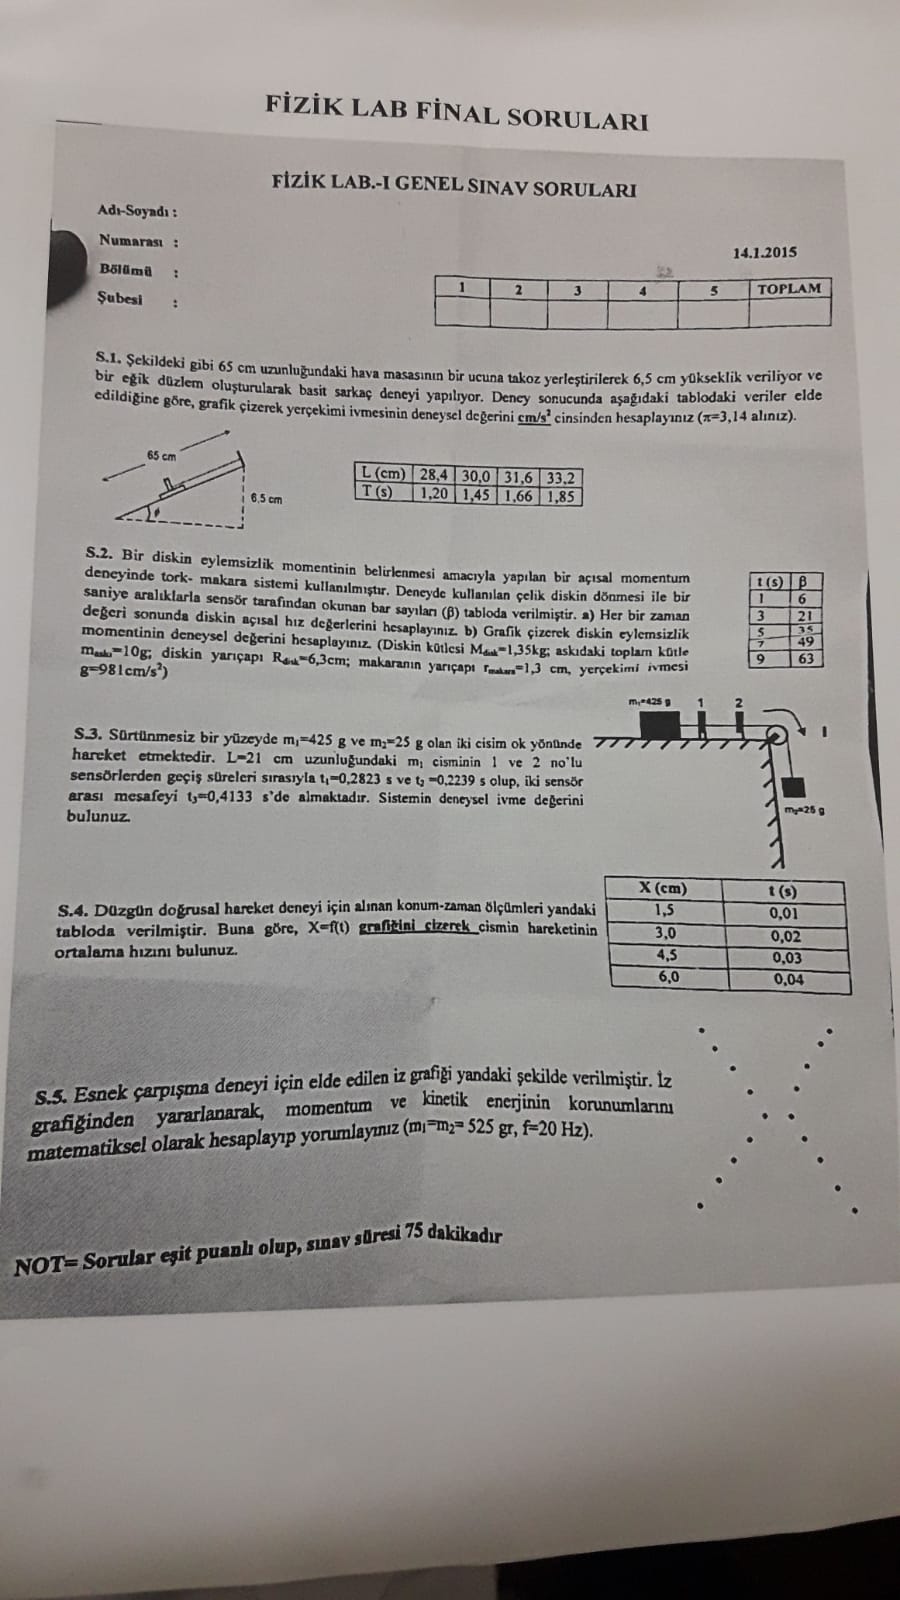 FİZİK LAB FİNAL SORULARI
FİZİK LAB.-I GENEL SINAV SORULARI
Adı-Soyadı :
Numarası :
Bölümü :
Şubesi :
14.1.2015
1 2 3 4 5 TOPLAM
S.1. Şekildeki gibi 65 cm uzunluğundaki hava masasının bir ucuna takoz yerleştirilerek 6,5 cm yükseklik veriliyor ve
bir eğik düzlem oluşturularak basit sarkaç deneyi yapılıyor. Deney sonucunda aşağıdaki tablodaki veriler elde
edildiğine göre, grafik çizerek yerçekimi ivmesinin deneysel değerini cm/s² cinsinden hesaplayınız (π=3,14 alınız).
65 cm
6,5 cm
L (cm) 28,4 30,0 31,6 33,2
T (s) 1,20 1,45 1,66 1,85
S.2. Bir diskin eylemsizlik momentinin belirlenmesi amacıyla yapılan bir açısal momentum
deneyinde tork- makara sistemi kullanılmıştır. Deneyde kullanılan çelik diskin dönmesi ile bir
saniye aralıklarla sensör tarafından okunan bar sayıları (β) tabloda verilmiştir. a) Her bir zaman
değeri sonunda diskin açısal hız değerlerini hesaplayınız. b) Grafik çizerek diskin eylemsizlik
momentinin deneysel değerini hesaplayınız. (Diskin kütlesi Mdisk=1,35kg; askıdaki toplam kütle
maskı=10g; diskin yarıçapı Rdisk=6,3cm; makaranın yarıçapı rmakara=1,3 cm, yerçekimi ivmesi
g=981cm/s²)
t (s) β
1 6
3 21
5 35
7 49
9 63
S.3. Sürtünmesiz bir yüzeyde m₁=425 g ve m₂=25 g olan iki cisim ok yönünde
hareket etmektedir. L=21 cm uzunluğundaki m₁ cisminin 1 ve 2 no'lu
sensörlerden geçiş süreleri sırasıyla t₁=0,2823 s ve t₂ =0,2239 s olup, iki sensör
arası mesafeyi t₃=0,4133 s'de almaktadır. Sistemin deneysel ivme değerini
bulunuz.
m₁=425 g 1 2
m₂=25 g
S.4. Düzgün doğrusal hareket deneyi için alınan konum-zaman ölçümleri yandaki
tabloda verilmiştir. Buna göre, X=f(t) grafiğini çizerek cismin hareketinin
ortalama hızını bulunuz.
X (cm) t (s)
1,5 0,01
3,0 0,02
4,5 0,03
6,0 0,04
S.5. Esnek çarpışma deneyi için elde edilen iz grafiği yandaki şekilde verilmiştir. İz
grafiğinden yararlanarak, momentum ve kinetik enerjinin korunumlarını
matematiksel olarak hesaplayıp yorumlayınız (m₁=m₂= 525 gr, f=20 Hz).
NOT= Sorular eşit puanlı olup, sınav süresi 75 dakikadır